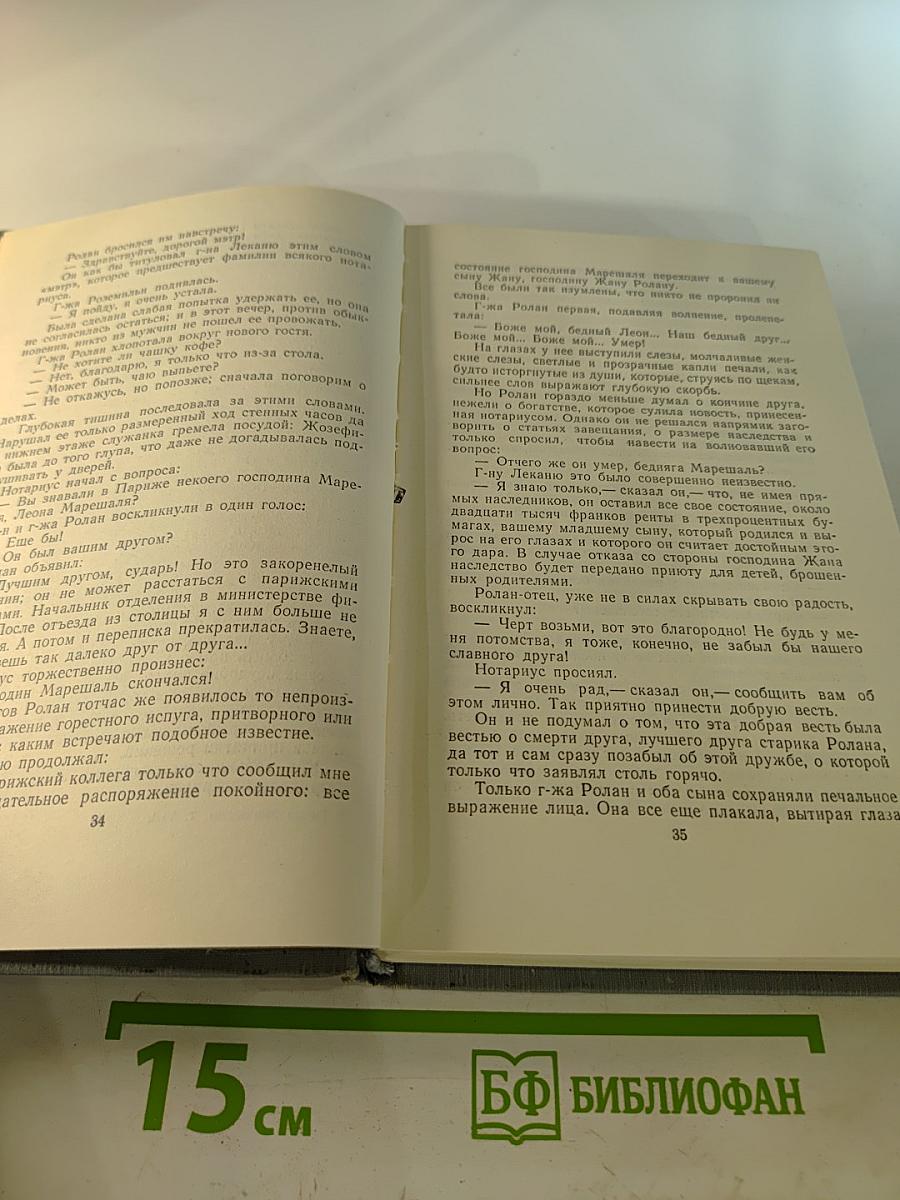 Ролан бросился им навстречу:
— Здравствуйте, дорогой мэтр!
Он как бы титуловал г-на Леканю этим словом
«мэтр», которое предшествует фамилии всякого нота-
риуса.
Г-жа Роземильи поднялась.
— Я пойду, я очень устала.
Была сделана слабая попытка удержать ее, но она
не согласилась остаться; и в этот вечер, против обык-
новения, никто из мужчин не пошел ее провожать.
Г-жа Ролан хлопотала вокруг нового гостя.
— Не хотите ли чашку кофе?
— Нет, благодарю, я только что из-за стола.
— Может быть, чаю выпьете?
— Не откажусь, но попозже; сначала поговорим о
делах.
Глубокая тишина последовала за этими словами.
Нарушал ее только размеренный ход стенных часов да
нижнем этаже служанка гремела посудой; Жозефи-
была до того глупа, что даже не догадывалась под-
ушивать у дверей.
Нотариус начал с вопроса:
— Вы знавали в Париже некоего господина Маре-
я, Леона Марешаля?
н и г-жа Ролан воскликнули в один голос:
Еще бы!
Он был вашим другом?
лан объявил:
Лучшим другом, сударь! Но это закоренелый
нин; он не может расстаться с парижскими
ами. Начальник отделения в министерстве фи-
После отъезда из столицы я с ним больше не
я. А потом и переписка прекратилась. Знаете,
вешь так далеко друг от друга...
ус торжественно произнес:
один Марешаль скончался!
гов Ролан тотчас же появилось то непроиз-
ажение горестного испуга, притворного или
с каким встречают подобное известие.
ю продолжал:
рижский коллега только что сообщил мне
дательное распоряжение покойного: все
34
состояние господина Марешаля переходит к вашему
сыну Жану, господину Жану Ролану.
Все были так изумлены, что никто не проронил ни
слова.
Г-жа Ролан первая, подавляя волнение, пролепе-
тала:
— Боже мой, бедный Леон... Наш бедный друг...
Боже мой... Боже мой... Умер!
На глазах у нее выступили слезы, молчаливые жен-
ские слезы, светлые и прозрачные капли печали, как
будто исторгнутые из души, которые, струясь по щекам,
сильнее слов выражают глубокую скорбь.
Но Ролан гораздо меньше думал о кончине друга,
нежели о богатстве, которое сулила новость, принесен-
ная нотариусом. Однако он не решался напрямик заго-
ворить о статьях завещания, о размере наследства и
только спросил, чтобы навести на волновавший его
вопрос:
— Отчего же он умер, бедняга Марешаль?
Г-ну Леканю это было совершенно неизвестно.
— Я знаю только,— сказал он,— что, не имея пря-
мых наследников, он оставил все свое состояние, около
двадцати тысяч франков ренты в трехпроцентных бу-
магах, вашему младшему сыну, который родился и вы-
рос на его глазах и которого он считает достойным это-
го дара. В случае отказа со стороны господина Жана
наследство будет передано приюту для детей, брошен-
ных родителями.
Ролан-отец, уже не в силах скрывать свою радость,
воскликнул:
— Черт возьми, вот это благородно! Не будь у ме-
ня потомства, я тоже, конечно, не забыл бы нашего
славного друга!
Нотариус просиял.
— Я очень рад,— сказал он,— сообщить вам об
этом лично. Так приятно принести добрую весть.
Он и не подумал о том, что эта добрая весть была
вестью о смерти друга, лучшего друга старика Ролана,
да тот и сам сразу позабыл об этой дружбе, о которой
только что заявлял столь горячо.
Только г-жа Ролан и оба сына сохраняли печальное
выражение лица. Она все еще плакала, вытирая глаза
35
15 см
БФ БИБЛИОФАН